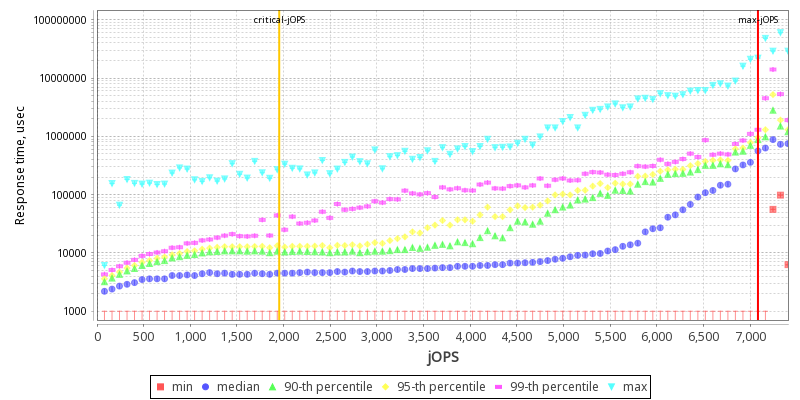 critical-jOPS max-jOPS
100000000
10000000
1000000
100000
10000
1000
Response time, usec
0 500 1,000 1,500 2,000 2,500 3,000 3,500 4,000 4,500 5,000 5,500 6,000 6,500 7,000
jOPS
min median 90-th percentile 95-th percentile 99-th percentile max